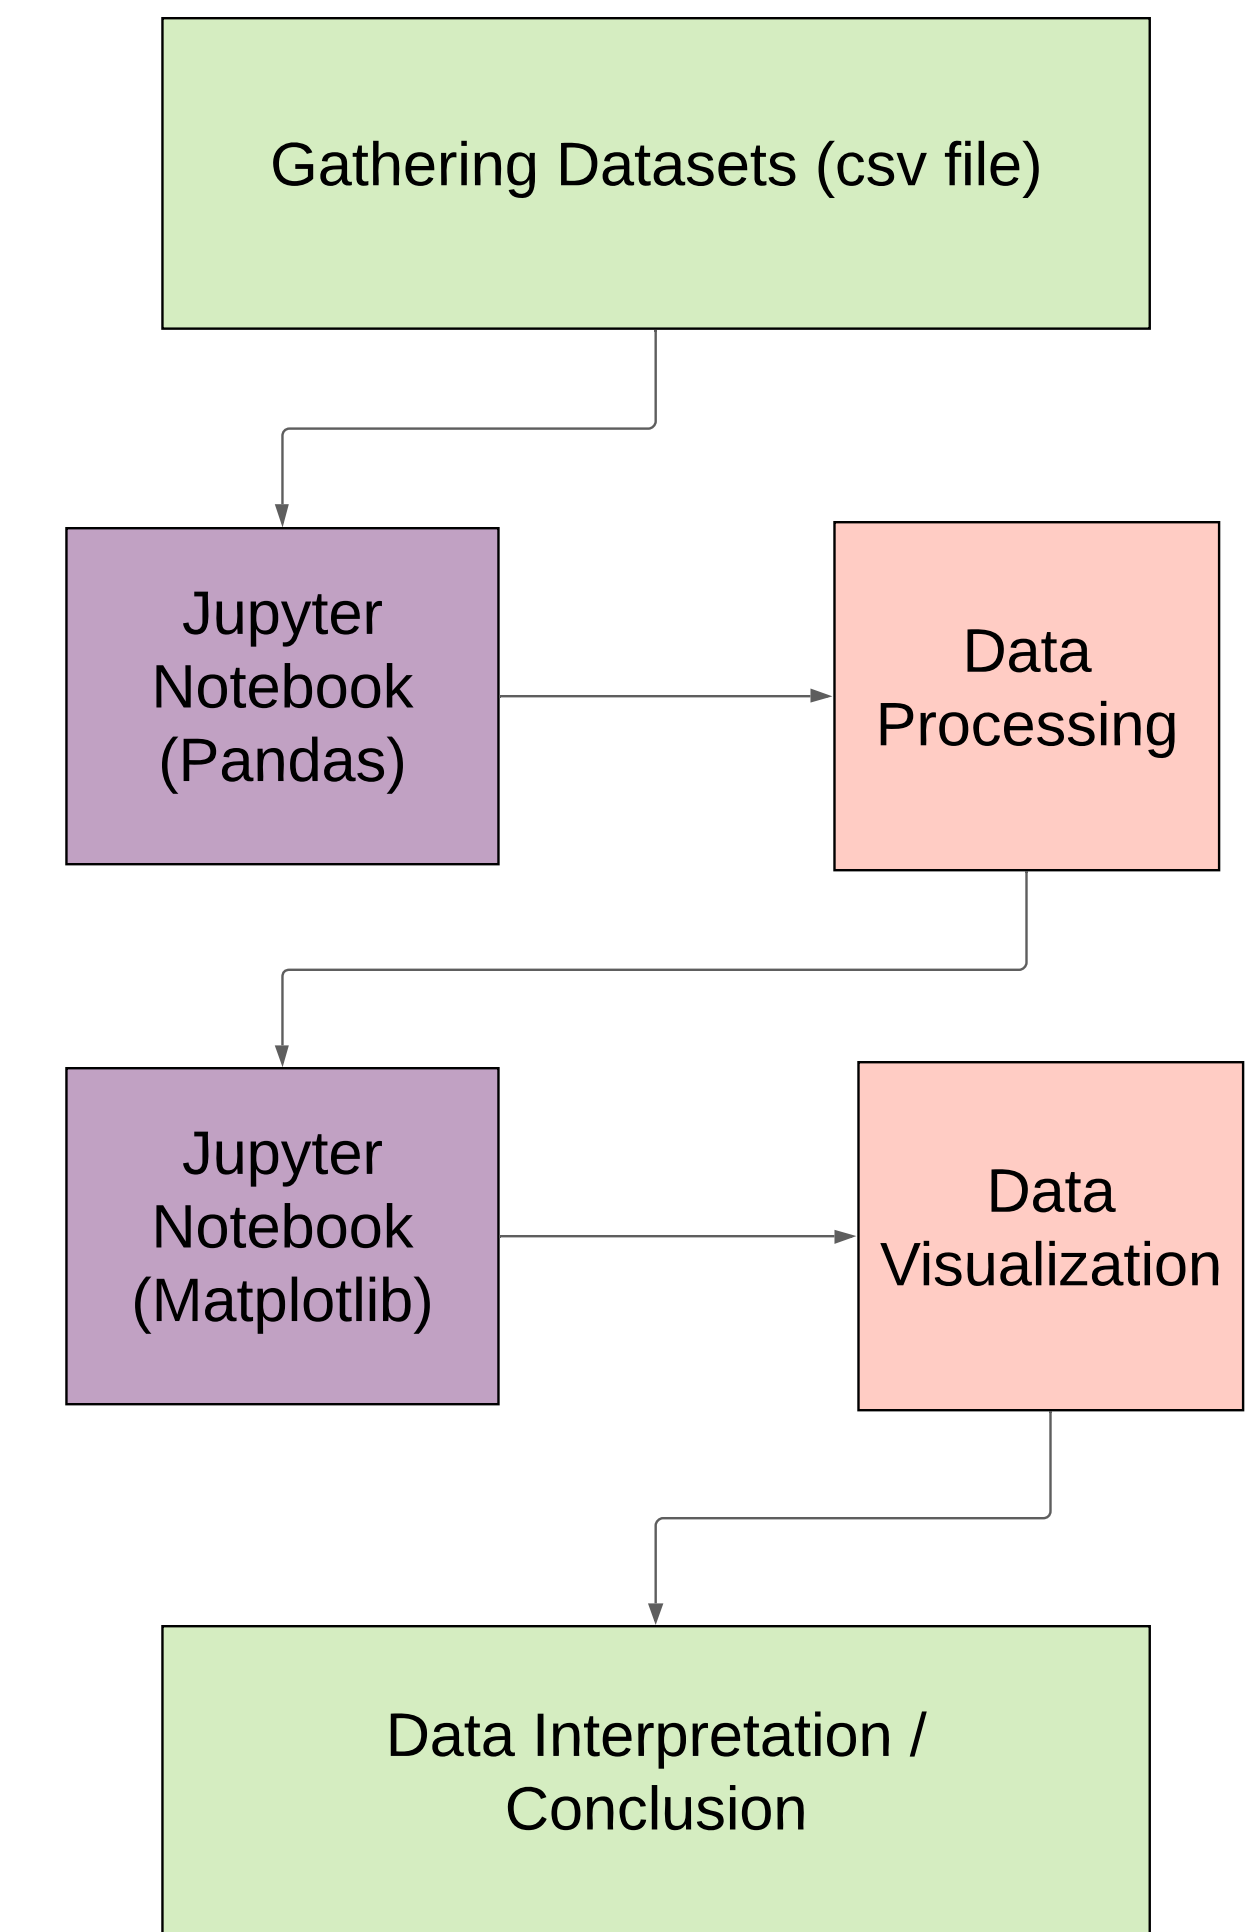 Gathering Datasets (csv file)
Jupyter
Notebook
(Pandas)
Data
Processing
Jupyter
Notebook
(Matplotlib)
Data
Visualization
Data Interpretation /
Conclusion